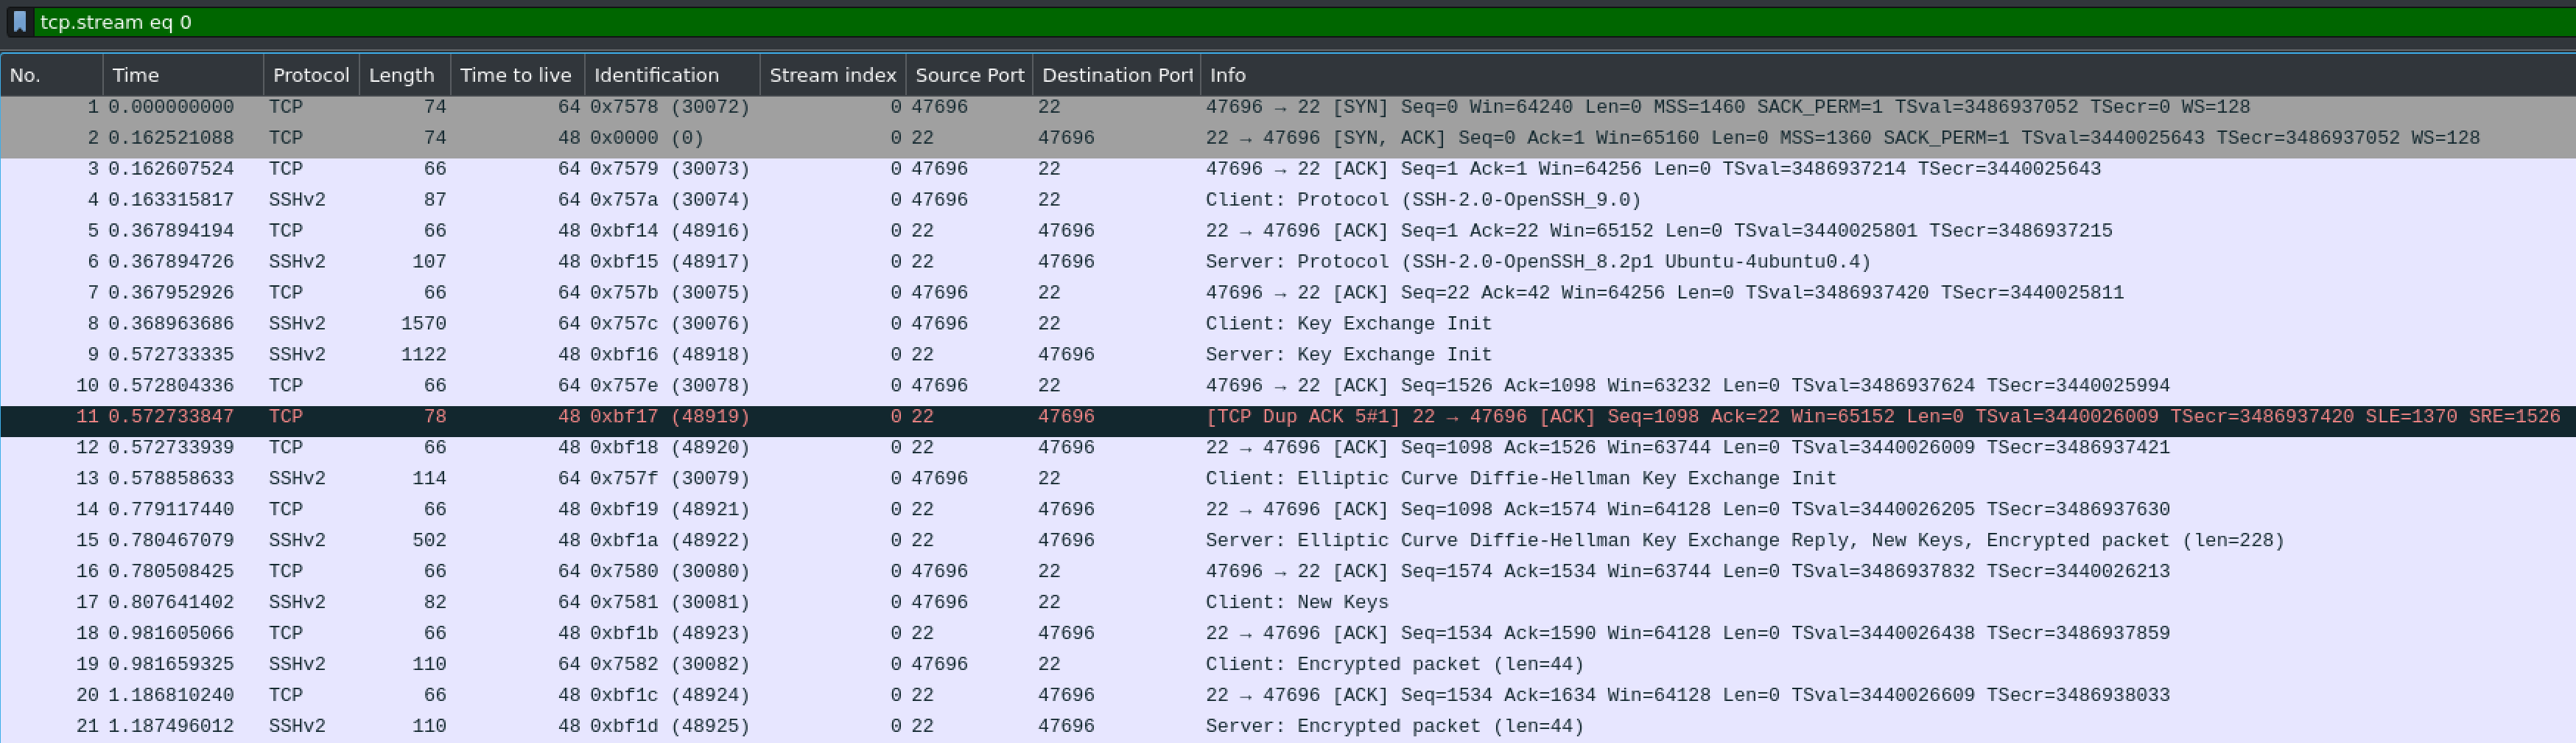 tcp.stream eq 0
No. Time Protocol Length Time to live Identification Stream index Source Port Destination Port Info
1 0.000000000 TCP 74 64 0x7578 (30072) 0 47696 22 47696 → 22 [SYN] Seq=0 Win=64240 Len=0 MSS=1460 SACK_PERM=1 TSval=3486937052 TSecr=0 WS=128
2 0.162521088 TCP 74 48 0x0000 (0) 0 22 47696 22 → 47696 [SYN, ACK] Seq=0 Ack=1 Win=65160 Len=0 MSS=1360 SACK_PERM=1 TSval=3440025643 TSecr=3486937052 WS=128
3 0.162607524 TCP 66 64 0x7579 (30073) 0 47696 22 47696 → 22 [ACK] Seq=1 Ack=1 Win=64256 Len=0 TSval=3486937214 TSecr=3440025643
4 0.163315817 SSHv2 87 64 0x757a (30074) 0 47696 22 Client: Protocol (SSH-2.0-OpenSSH_9.0)
5 0.367894194 TCP 66 48 0xbf14 (48916) 0 22 47696 22 → 47696 [ACK] Seq=1 Ack=22 Win=65152 Len=0 TSval=3440025801 TSecr=3486937215
6 0.367894726 SSHv2 107 48 0xbf15 (48917) 0 22 47696 Server: Protocol (SSH-2.0-OpenSSH_8.2p1 Ubuntu-4ubuntu0.4)
7 0.367952926 TCP 66 64 0x757b (30075) 0 47696 22 47696 → 22 [ACK] Seq=22 Ack=42 Win=64256 Len=0 TSval=3486937420 TSecr=3440025811
8 0.368963686 SSHv2 1570 64 0x757c (30076) 0 47696 22 Client: Key Exchange Init
9 0.572733335 SSHv2 1122 48 0xbf16 (48918) 0 22 47696 Server: Key Exchange Init
10 0.572804336 TCP 66 64 0x757e (30078) 0 47696 22 47696 → 22 [ACK] Seq=1526 Ack=1098 Win=63232 Len=0 TSval=3486937624 TSecr=3440025994
11 0.572733847 TCP 78 48 0xbf17 (48919) 0 22 47696 [TCP Dup ACK 5#1] 22 → 47696 [ACK] Seq=1098 Ack=22 Win=65152 Len=0 TSval=3440026009 TSecr=3486937420 SLE=1370 SRE=1526
12 0.572733939 TCP 66 48 0xbf18 (48920) 0 22 47696 22 → 47696 [ACK] Seq=1098 Ack=1526 Win=63744 Len=0 TSval=3440026009 TSecr=3486937421
13 0.578858633 SSHv2 114 64 0x757f (30079) 0 47696 22 Client: Elliptic Curve Diffie-Hellman Key Exchange Init
14 0.779117440 TCP 66 48 0xbf19 (48921) 0 22 47696 22 → 47696 [ACK] Seq=1098 Ack=1574 Win=64128 Len=0 TSval=3440026205 TSecr=3486937630
15 0.780467079 SSHv2 502 48 0xbf1a (48922) 0 22 47696 Server: Elliptic Curve Diffie-Hellman Key Exchange Reply, New Keys, Encrypted packet (len=228)
16 0.780508425 TCP 66 64 0x7580 (30080) 0 47696 22 47696 → 22 [ACK] Seq=1574 Ack=1534 Win=63744 Len=0 TSval=3486937832 TSecr=3440026213
17 0.807641402 SSHv2 82 64 0x7581 (30081) 0 47696 22 Client: New Keys
18 0.981605066 TCP 66 48 0xbf1b (48923) 0 22 47696 22 → 47696 [ACK] Seq=1534 Ack=1590 Win=64128 Len=0 TSval=3440026438 TSecr=3486937859
19 0.981659325 SSHv2 110 64 0x7582 (30082) 0 47696 22 Client: Encrypted packet (len=44)
20 1.186810240 TCP 66 48 0xbf1c (48924) 0 22 47696 22 → 47696 [ACK] Seq=1534 Ack=1634 Win=64128 Len=0 TSval=3440026609 TSecr=3486938033
21 1.187496012 SSHv2 110 48 0xbf1d (48925) 0 22 47696 Server: Encrypted packet (len=44)